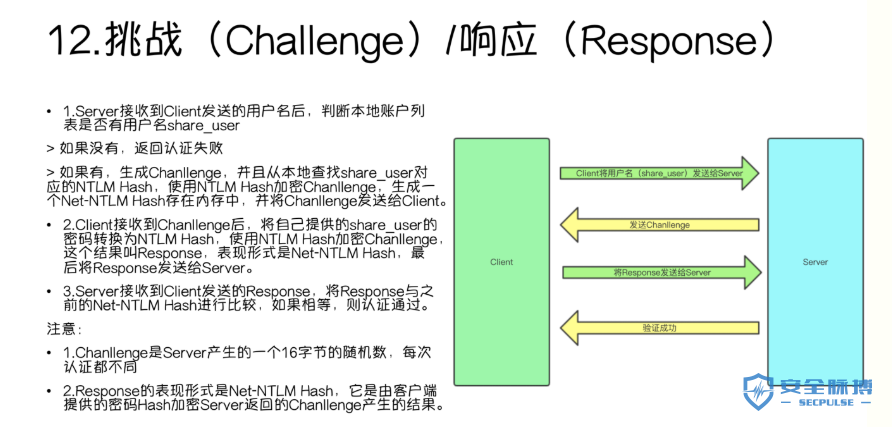 12.挑战（Challenge）/响应（Response）
• 1.Server接收到Client发送的用户名后，判断本地账户列
表是否有用户名share_user
> 如果没有，返回认证失败
> 如果有，生成Chanllenge，并且从本地查找share_user对
应的NTLM Hash，使用NTLM Hash加密Chanllenge，生成一
个Net-NTLM Hash存在内存中，并将Chanllenge发送给Client。
• 2.Client接收到Chanllenge后，将自己提供的share_user的
密码转换为NTLM Hash，使用NTLM Hash加密Chanllenge，
这个结果叫Response，表现形式是Net-NTLM Hash，最
后将Response发送给Server。
• 3.Server接收到Client发送的Response，将Response与之
前的Net-NTLM Hash进行比较，如果相等，则认证通过。
注意：
• 1.Chanllenge是Server产生的一个16字节的随机数，每次
认证都不同
• 2.Response的表现形式是Net-NTLM Hash，它是由客户端
提供的密码Hash加密Server返回的Chanllenge产生的结果。
Client
Client将用户名（share_user）发送给Server
发送Chanllenge
将Response发送给Server
验证成功
Server
安全脉搏
SECPULSE